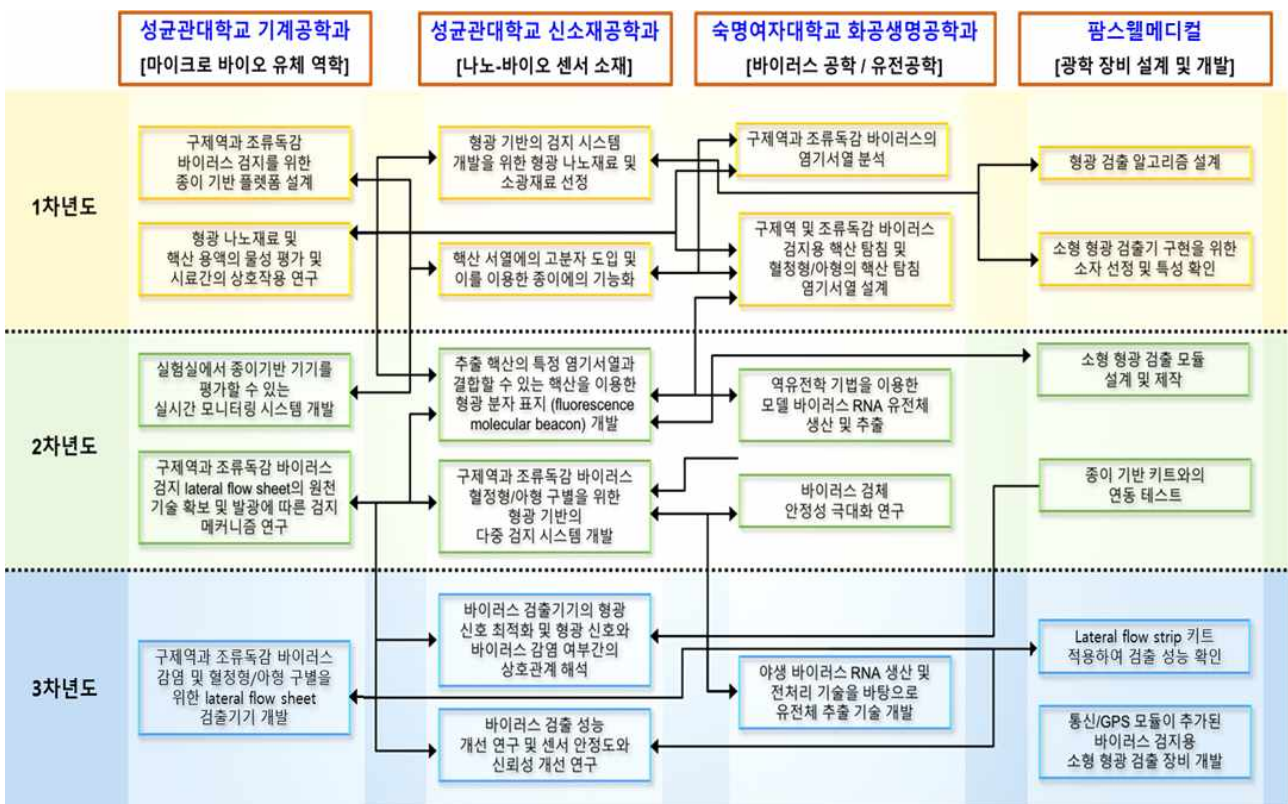 성균관대학교 기계공학과
[마이크로 바이오 유체 역학]
성균관대학교 신소재공학과
[나노-바이오 센서 소재]
숙명여자대학교 화공생명공학과
[바이러스 공학 / 유전공학]
팜스웰메디컬
[광학 장비 설계 및 개발]
1차년도
구제역과 조류독감
바이러스 검지를 위한
종이 기반 플렛폼 설계
형광 나노재료 및
핵산 용액의 물성 평가 및
시료간의 상호작용 연구
형광 기반의 검지 시스템
개발을 위한 형광 나노재료 및
소광재료 선정
핵산 서열에의 고분자 도입 및
이를 이용한 종이에의 기능화
구제역과 조류독감 바이러스의
염기서열 분석
구제역 및 조류독감 바이러스
검지용 핵산 탐침 및
혈청형/아형의 핵산 탐침
염기서열 설계
형광 검출 알고리즘 설계
소형 형광 검출기 구현을 위한
소자 선정 및 특성 확인
2차년도
실험실에서 종이기반 기기를
평가할 수 있는
실시간 모니터링 시스템 개발
구제역과 조류독감 바이러스
검지 lateral flow sheet의 원천
기술 확보 및 발광에 따른 검지
메커니즘 연구
추출 핵산의 특정 염기서열과
결합할 수 있는 핵산을 이용한
형광 분자 표지 (fluorescence
molecular beacon) 개발
구제역과 조류독감 바이러스
혈정형/아형 구별을 위한
형광 기반의
다중 검지 시스템 개발
역유전학 기법을 이용한
모델 바이러스 RNA 유전체
생산 및 추출
바이러스 검체
안정성 극대화 연구
소형 형광 검출 모듈
설계 및 제작
종이 기반 키트와의
연동 테스트
3차년도
구제역과 조류독감 바이러스
감염 및 혈청형/아형 구별을
위한 lateral flow sheet
검출기기 개발
바이러스 검출기기의 형광
신호 최적화 및 형광 신호와
바이러스 감염 여부간의
상호관계 해석
바이러스 검출 성능
개선 연구 및 센서 안정도와
신뢰성 개선 연구
야생 바이러스 RNA 생산 및
전처리 기술을 바탕으로
유전체 추출 기술 개발
Lateral flow strip 키트
적용하여 검출 성능 확인
통신/GPS 모듈이 추가된
바이러스 검지용
소형 형광 검출 장비 개발